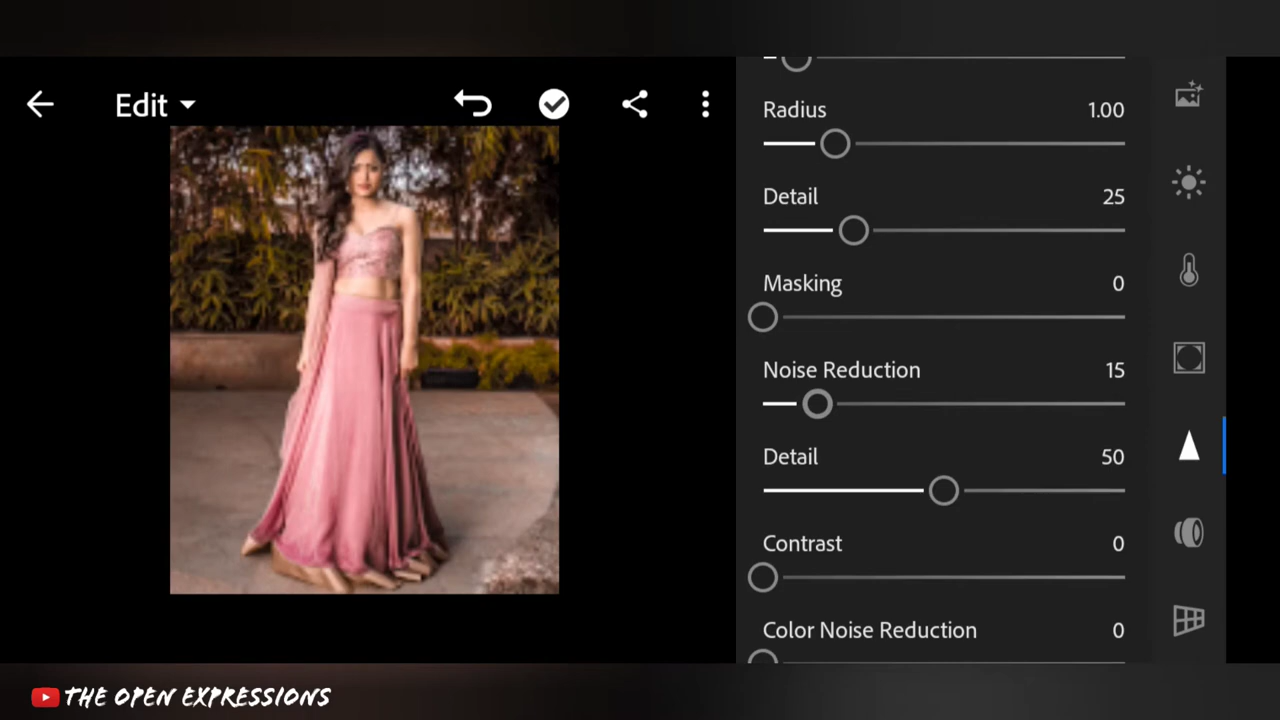 Edit
Radius 1.00
Detail 25
Masking 0
Noise Reduction 15
Detail 50
Contrast 0
Color Noise Reduction 0
THE OPEN EXPRESSIONS